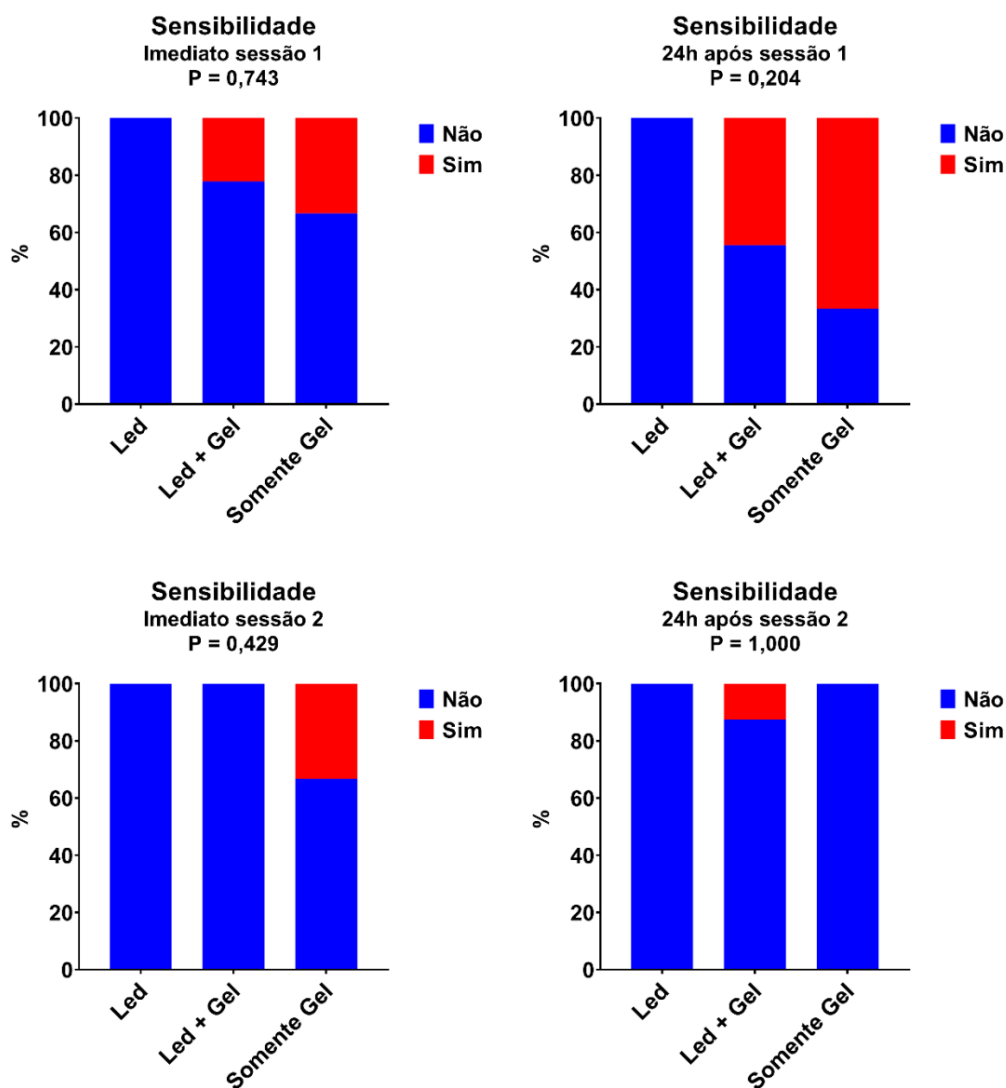 Sensibilidade
Imediato sessão 1
P = 0,743
100
80
60
40
20
0
%
Não
Sim
Led
Led + Gel
Somente Gel
Sensibilidade
24h após sessão 1
P = 0,204
100
80
60
40
20
0
%
Não
Sim
Led
Led + Gel
Somente Gel
Sensibilidade
Imediato sessão 2
P = 0,429
100
80
60
40
20
0
%
Não
Sim
Led
Led + Gel
Somente Gel
Sensibilidade
24h após sessão 2
P = 1,000
100
80
60
40
20
0
%
Não
Sim
Led
Led + Gel
Somente Gel